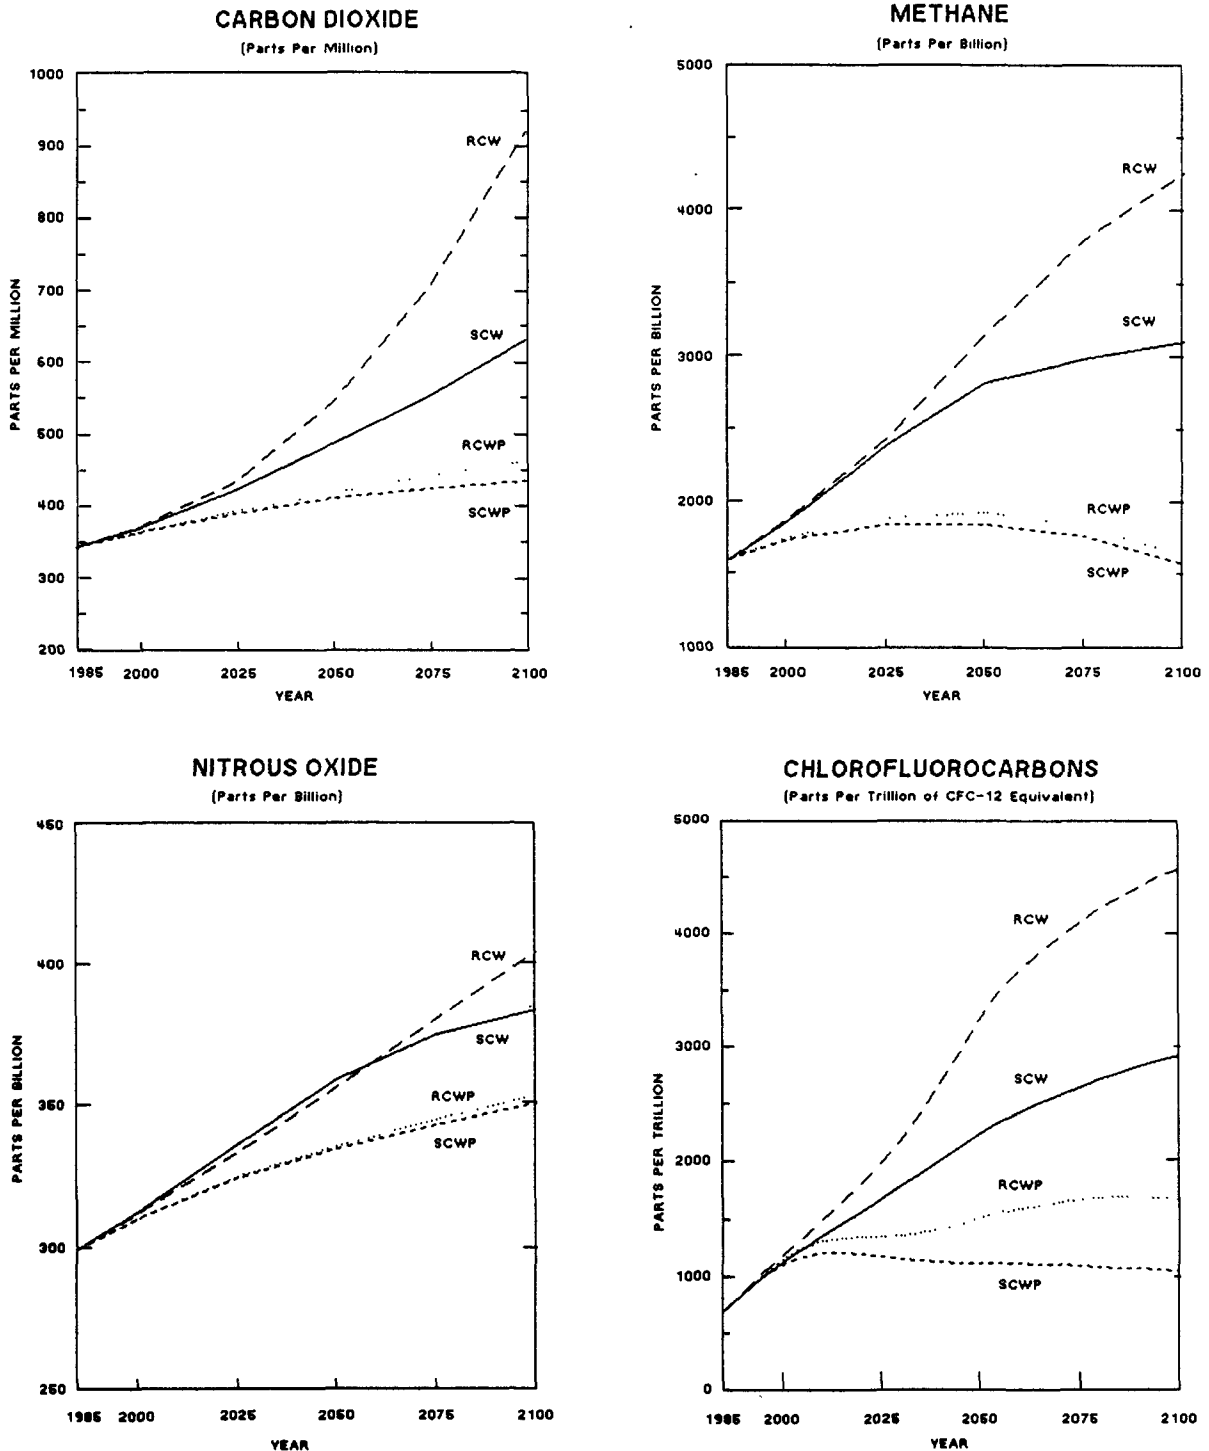 CARBON DIOXIDE
(Parts Per Million)
1000
900
800
700
600
500
400
300
200
PARTS PER MILLION
RCW
SCW
RCWP
SCWP
1985 2000 2025 2050 2075 2100
YEAR
METHANE
(Parts Per Billion)
5000
4000
3000
2000
1000
PARTS PER BILLION
RCW
SCW
RCWP
SCWP
1985 2000 2025 2050 2075 2100
YEAR
NITROUS OXIDE
(Parts Per Billion)
450
400
350
300
250
PARTS PER BILLION
RCW
SCW
RCWP
SCWP
1985 2000 2025 2050 2075 2100
YEAR
CHLOROFLUOROCARBONS
(Parts Per Trillion of CFC-12 Equivalent)
5000
4000
3000
2000
1000
0
PARTS PER TRILLION
RCW
SCW
RCWP
SCWP
1985 2000 2025 2050 2075 2100
YEAR